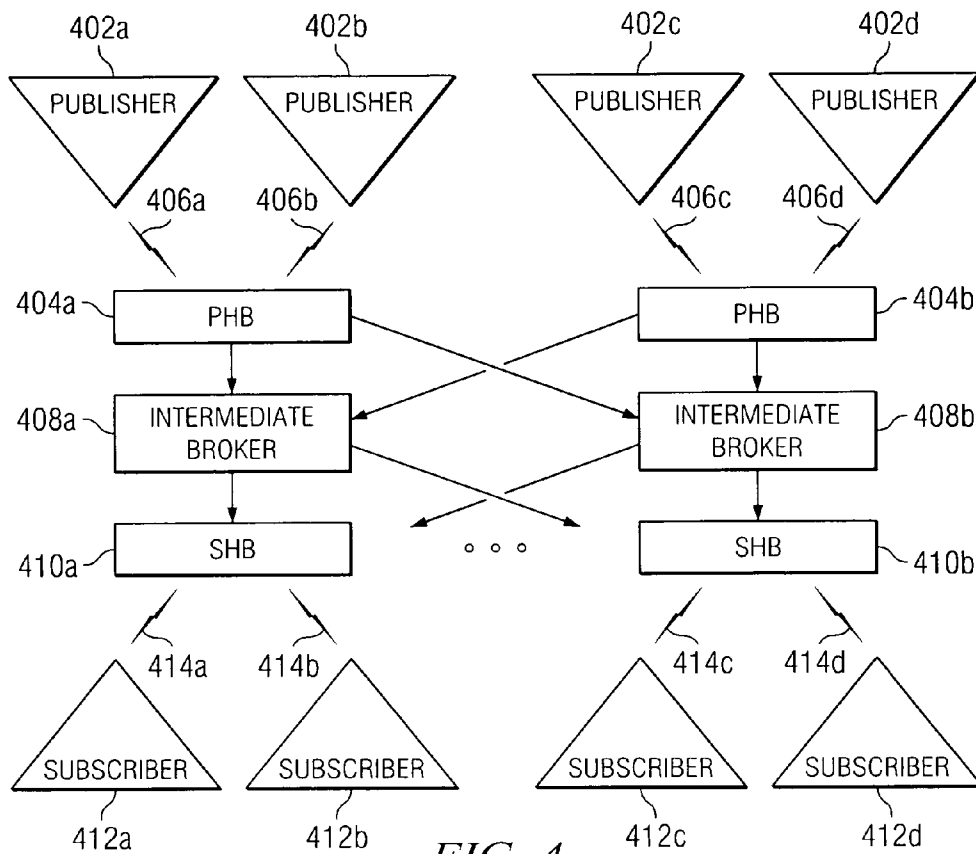 402a 402b 402c 402d
PUBLISHER PUBLISHER PUBLISHER PUBLISHER
406a 406b 406c 406d
404a PHB PHB 404b
408a INTERMEDIATE BROKER INTERMEDIATE BROKER 408b
410a SHB SHB 410b
414a 414b 414c 414d
SUBSCRIBER SUBSCRIBER SUBSCRIBER SUBSCRIBER
412a 412b 412c 412d
FIG. 4